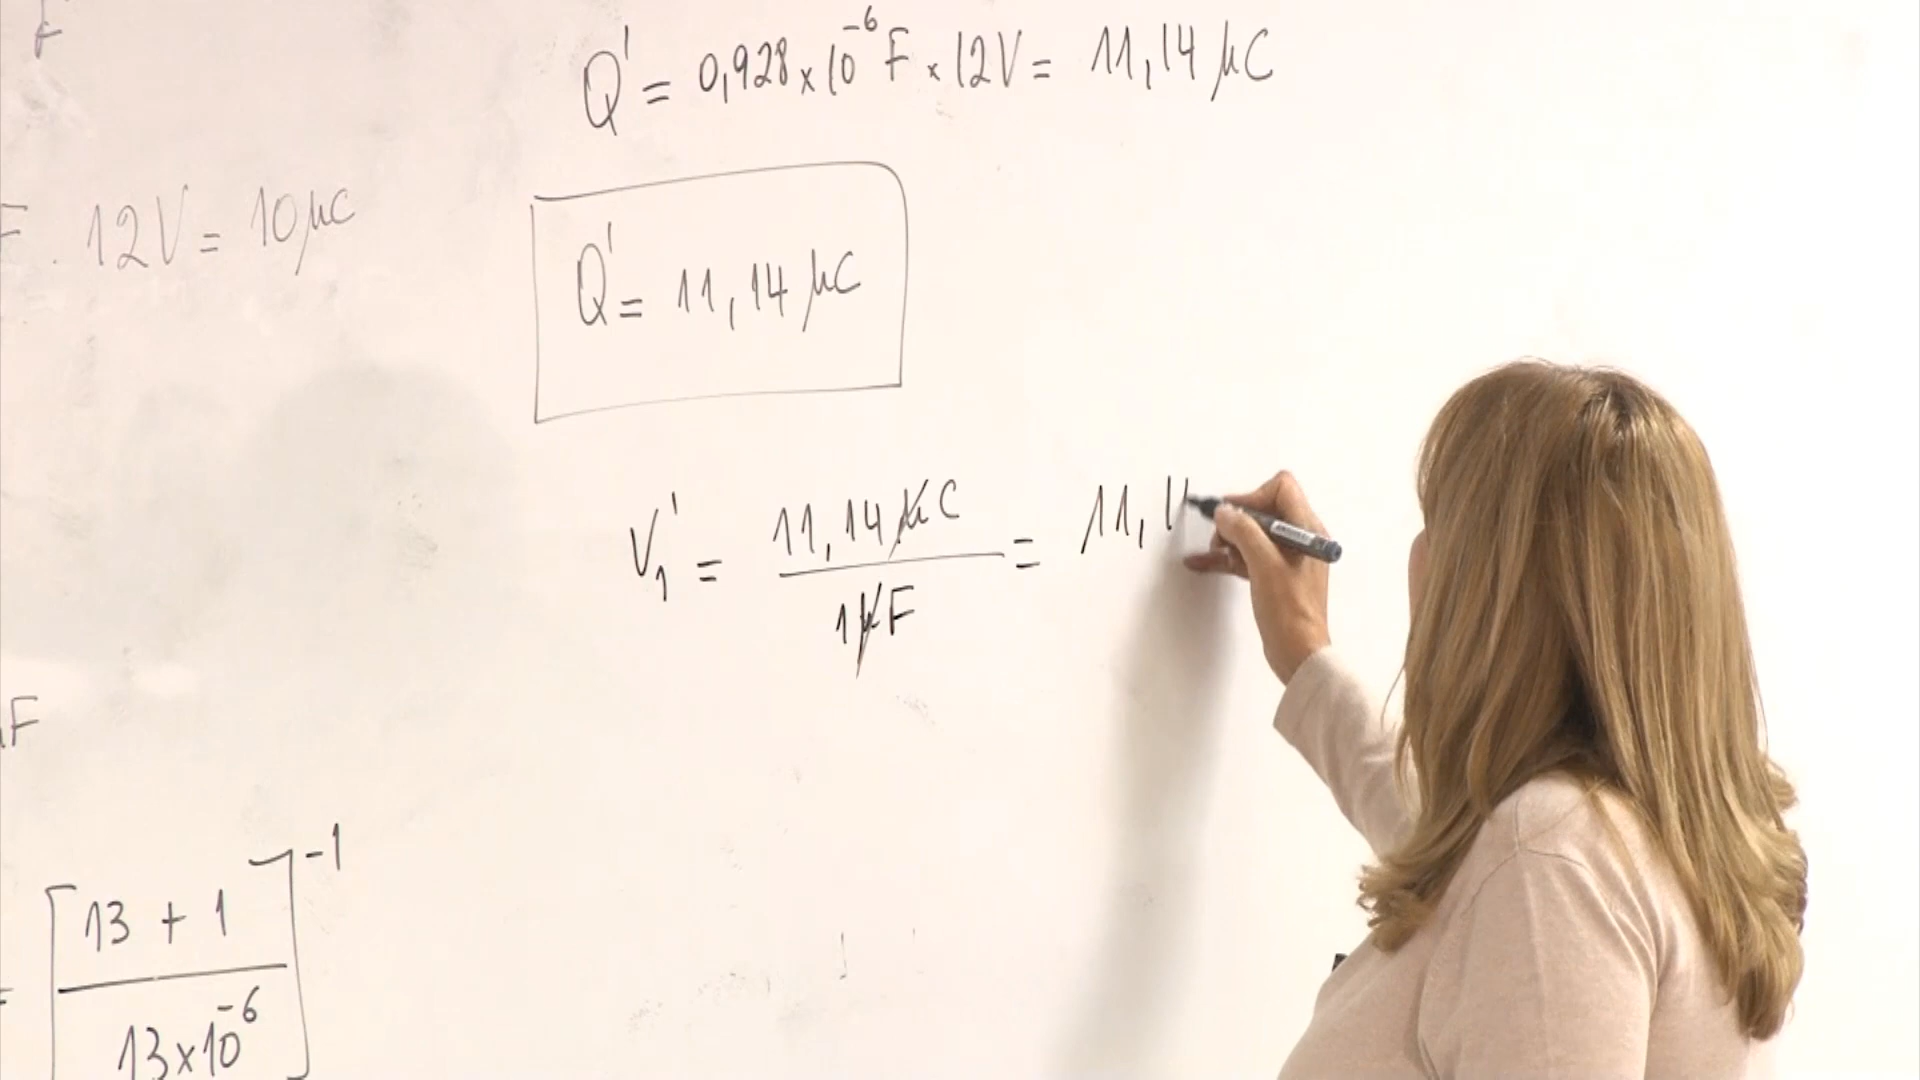 Q' = 0,928 x 10⁻⁶ F x 12V = 11,14 µC
F . 12V = 10µC
Q' = 11,14 µC
V₁' = 11,14 µC / 1µF = 11,1
F
[ 13 + 1 / 13x10⁻⁶ ]⁻¹